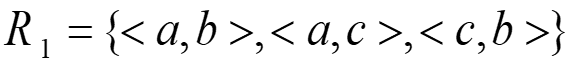 R₁ = {< a, b >, < a, c >, < c, b >}